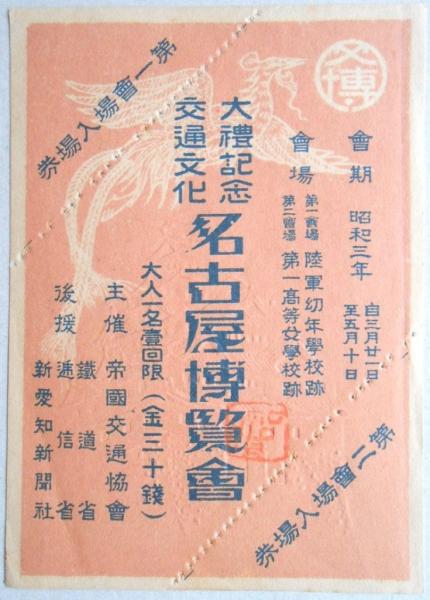 文博
第一會場入場券
會期 昭和三年 自三月廿一日
至五月十日
會場 第一會場 陸軍幼年學校跡
第二會場 第一高等女學校跡
大禮記念
交通文化
名古屋博覽會
大人一名壹回限(金三十錢)
主催 帝國交通協會
後援 鐵道省
遞信省
新愛知新聞社
第二會場入場券